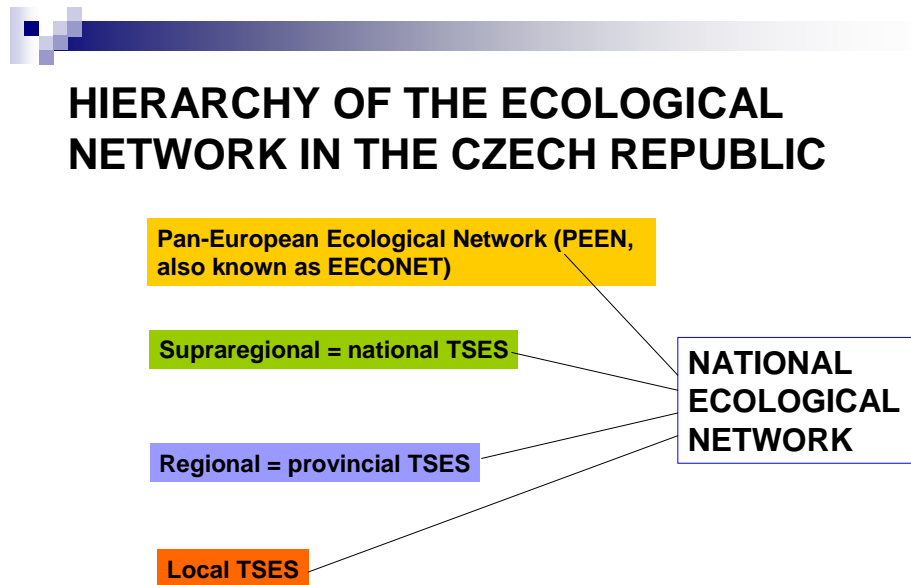 HIERARCHY OF THE ECOLOGICAL
NETWORK IN THE CZECH REPUBLIC
Pan-European Ecological Network (PEEN,
also known as EECONET)
Supraregional = national TSES
NATIONAL
ECOLOGICAL
NETWORK
Regional = provincial TSES
Local TSES